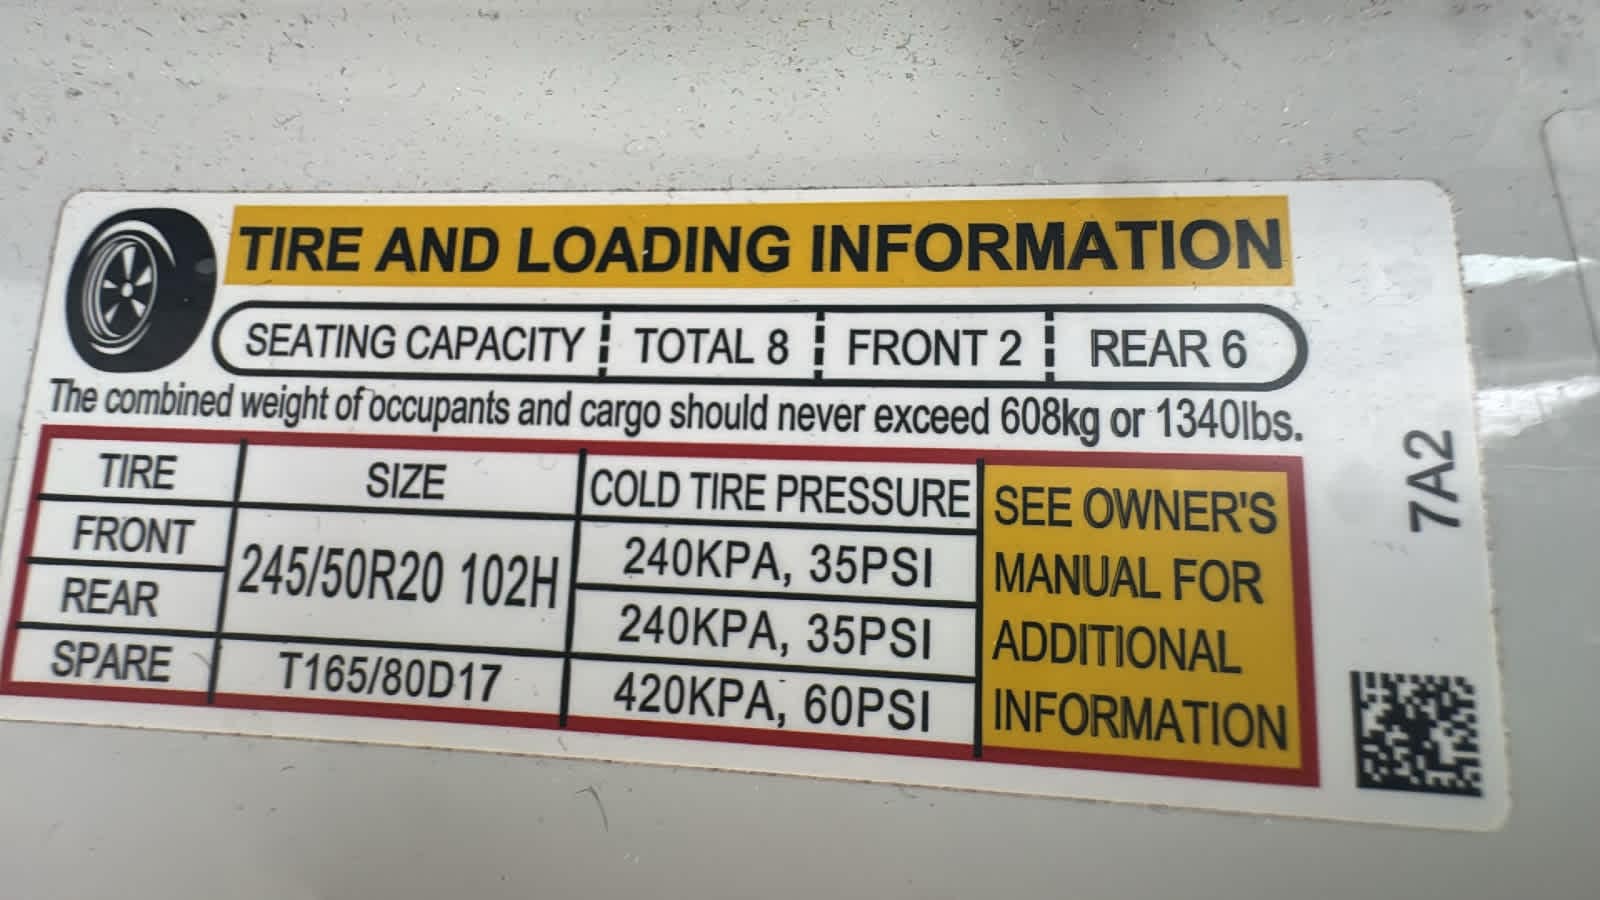 TIRE AND LOADING INFORMATION
SEATING CAPACITY TOTAL 8 FRONT 2 REAR 6
The combined weight of occupants and cargo should never exceed 608kg or 1340lbs.
TIRE SIZE COLD TIRE PRESSURE
FRONT 245/50R20 102H 240KPA, 35PSI
REAR 240KPA, 35PSI
SPARE T165/80D17 420KPA, 60PSI
SEE OWNER'S
MANUAL FOR
ADDITIONAL
INFORMATION
7A2